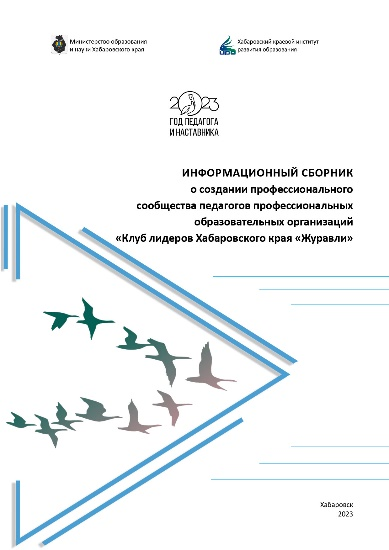 Министерство образования
и науки Хабаровского края
Хабаровский краевой институт
развития образования
2023
ГОД ПЕДАГОГА
И НАСТАВНИКА
ИНФОРМАЦИОННЫЙ СБОРНИК
о создании профессионального
сообщества педагогов профессиональных
образовательных организаций
«Клуб лидеров Хабаровского края «Журавли»
Хабаровск
2023